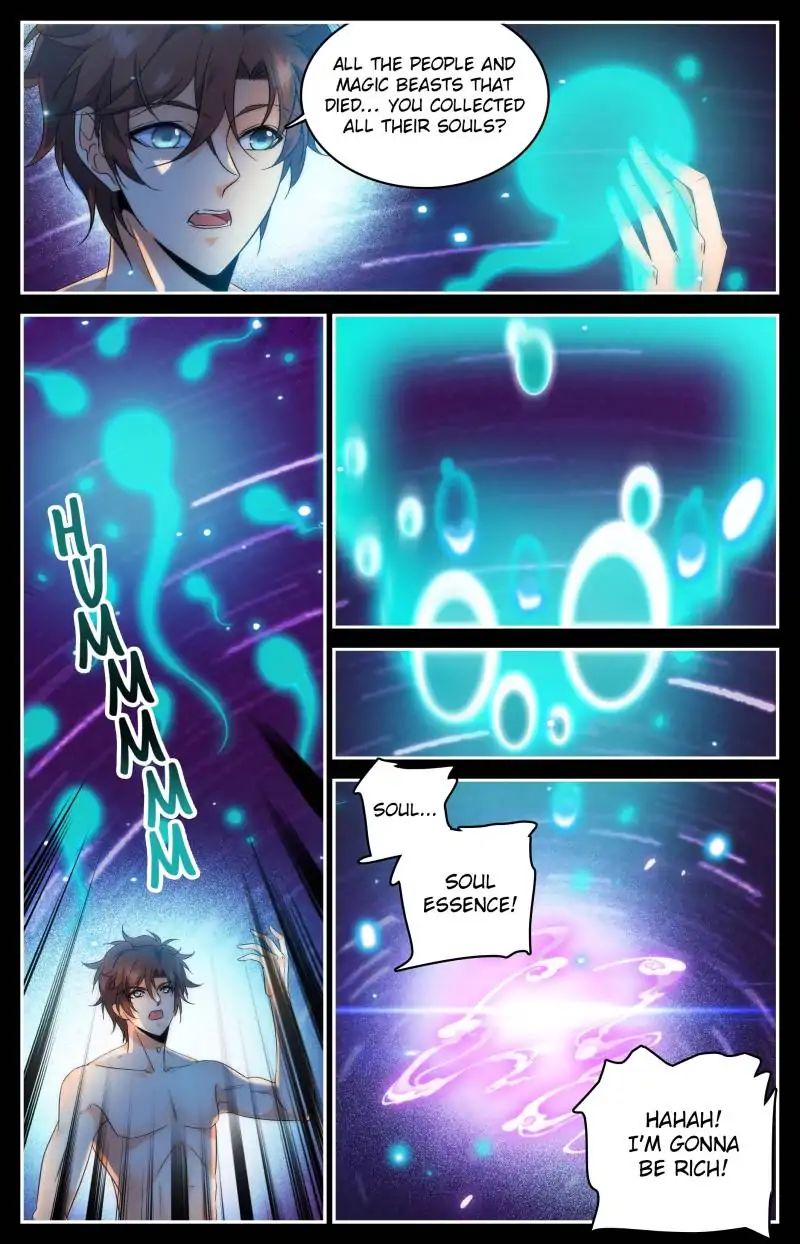 ALL THE PEOPLE AND
MAGIC BEASTS THAT
DIED... YOU COLLECTED
ALL THEIR SOULS?
HUMMMMM
SOUL...
SOUL
ESSENCE!
HAHAH!
I'M GONNA
BE RICH!